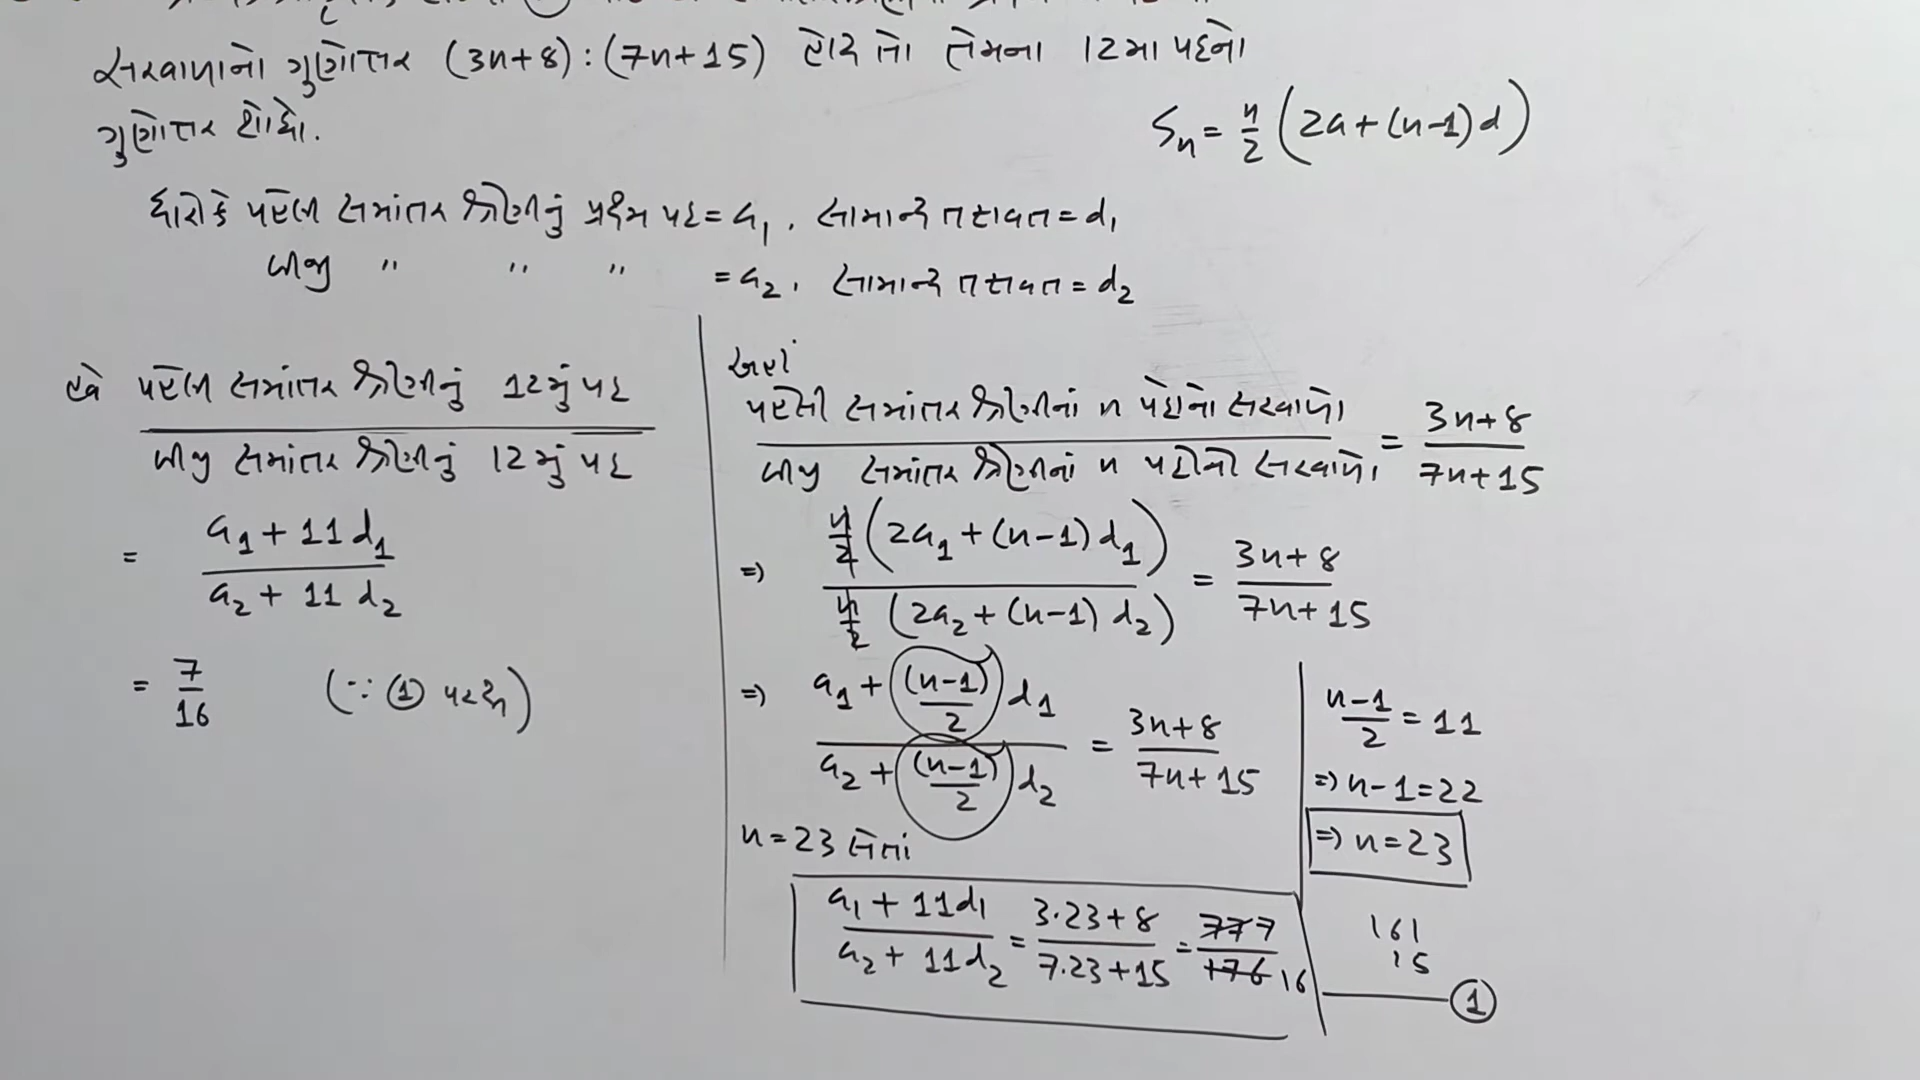 સરવાળાનો ગુણોત્તર (3n+8) : (7n+15) હોય તો તેમના 12મા પદનો
ગુણોત્તર શોધો.
Sn = n/2 (2a + (n-1)d)
ધારો કે પહેલી સમાંતર શ્રેણીનું પ્રથમ પદ = a₁ , સામાન્ય તફાવત = d₁
બીજી " " " = a₂ , સામાન્ય તફાવત = d₂
હવે પહેલી સમાંતર શ્રેણીનું 12મું પદ
બીજી સમાંતર શ્રેણીનું 12મું પદ
= (a₁ + 11d₁) / (a₂ + 11d₂)
= 7/16 (∵ ① પરથી)
અહીં
પહેલી સમાંતર શ્રેણીનાં n પદોનો સરવાળો
બીજી સમાંતર શ્રેણીનાં n પદોનો સરવાળો = (3n+8) / (7n+15)
⇒ n/2 (2a₁ + (n-1)d₁) / n/2 (2a₂ + (n-1)d₂) = (3n+8) / (7n+15)
⇒ (a₁ + (n-1)/2 d₁) / (a₂ + (n-1)/2 d₂) = (3n+8) / (7n+15)
(n-1)/2 = 11
⇒ n-1 = 22
⇒ n = 23
n = 23 લેતાં
(a₁ + 11d₁) / (a₂ + 11d₂) = (3·23+8) / (7·23+15) = 77 7 / 176 16
161
15
①